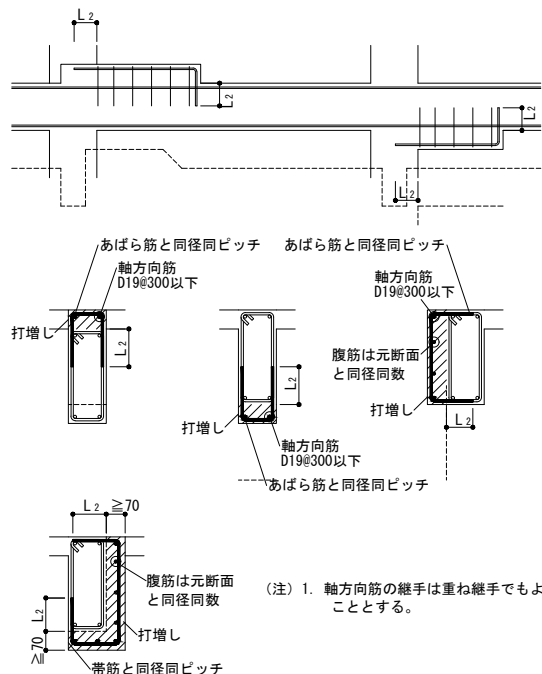 L2
L2
L2
L2
あばら筋と同径同ピッチ
あばら筋と同径同ピッチ
軸方向筋
D19@300以下
軸方向筋
D19@300以下
打増し
L2
L2
腹筋は元断面
と同径同数
打増し
打増し
L2
軸方向筋
D19@300以下
あばら筋と同径同ピッチ
L2
≧70
腹筋は元断面
と同径同数
(注) 1. 軸方向筋の継手は重ね継手でもよ
こととする。
L2
打増し
≧70
帯筋と同径同ピッチ